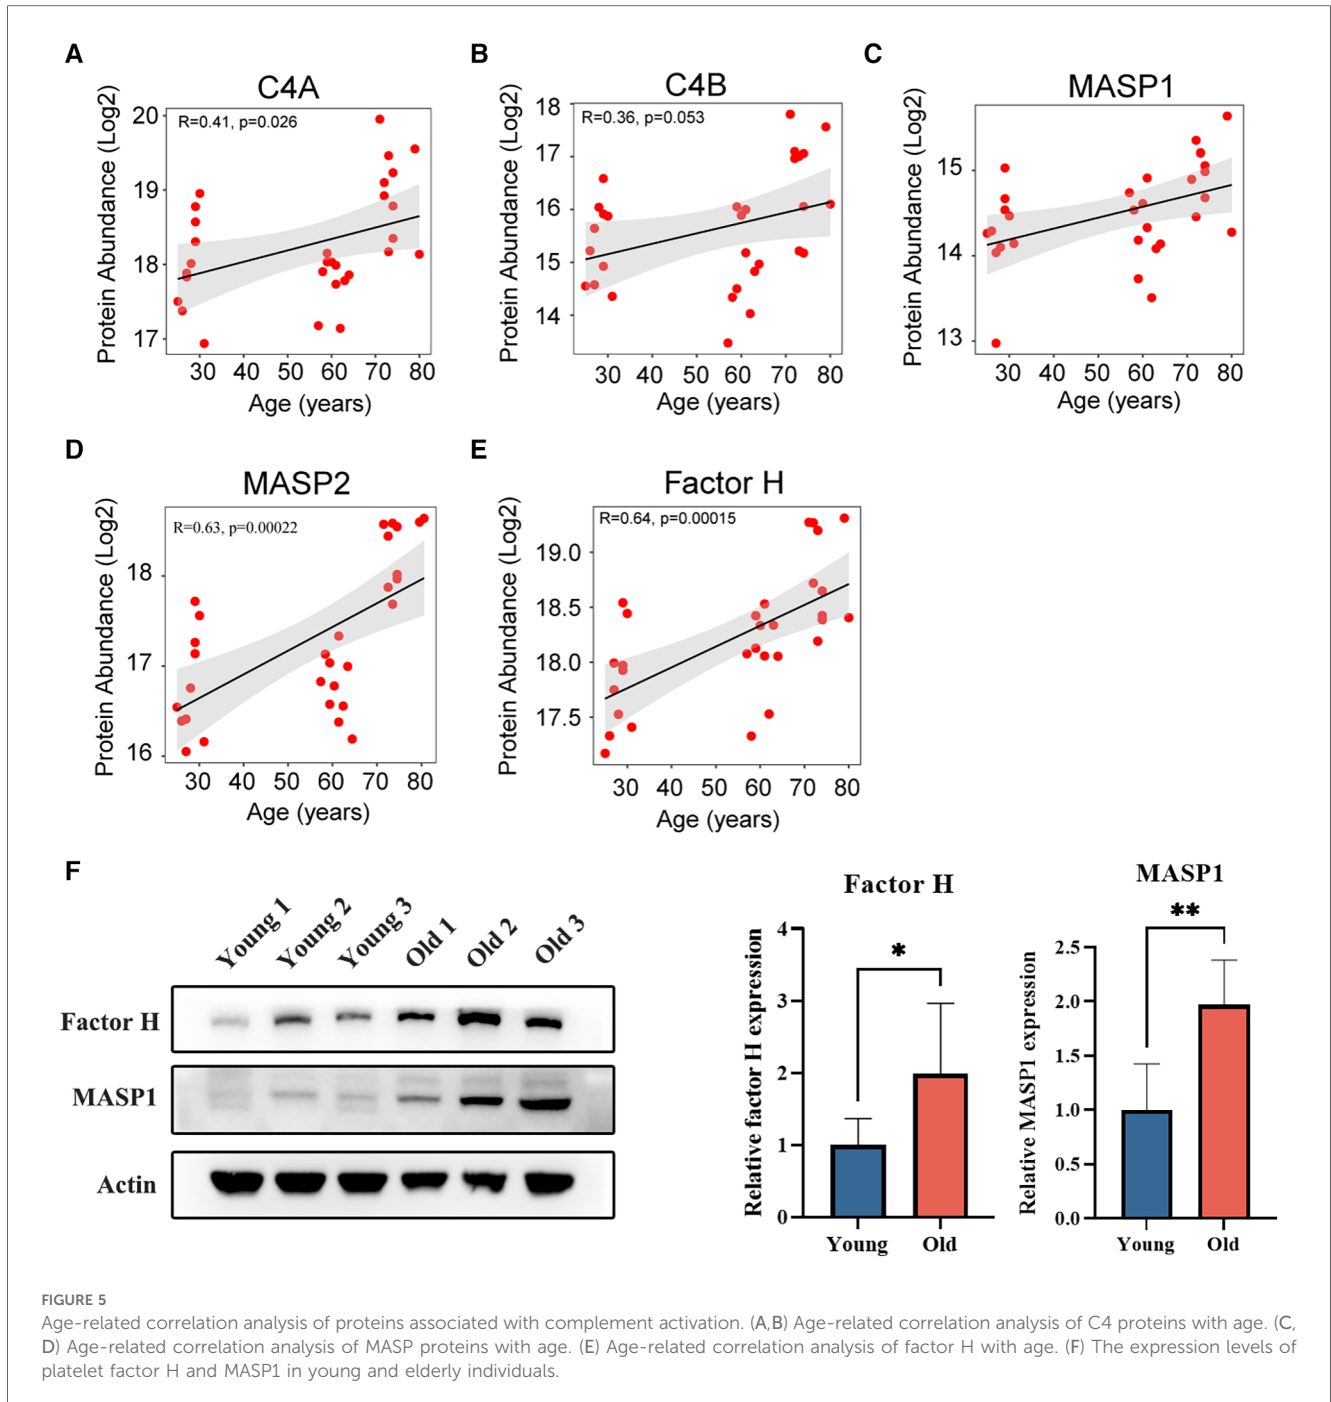 A
C4A
R=0.41, p=0.026
Protein Abundance (Log2)
20
19
18
17
30 40 50 60 70 80
Age (years)
B
C4B
R=0.36, p=0.053
Protein Abundance (Log2)
18
17
16
15
14
30 40 50 60 70 80
Age (years)
C
MASP1
Protein Abundance (Log2)
15
14
13
30 40 50 60 70 80
Age (years)
D
MASP2
R=0.63, p=0.00022
Protein Abundance (Log2)
18
17
16
30 40 50 60 70 80
Age (years)
E
Factor H
R=0.64, p=0.00015
Protein Abundance (Log2)
19.0
18.5
18.0
17.5
30 40 50 60 70 80
Age (years)
F
Young 1 Young 2 Young 3 Old 1 Old 2 Old 3
Factor H
MASP1
Actin
Factor H
*
Relative factor H expression
4
3
2
1
0
Young Old
MASP1
**
Relative MASP1 expression
2.5
2.0
1.5
1.0
0.5
0.0
Young Old
FIGURE 5
Age-related correlation analysis of proteins associated with complement activation. (A,B) Age-related correlation analysis of C4 proteins with age. (C,
D) Age-related correlation analysis of MASP proteins with age. (E) Age-related correlation analysis of factor H with age. (F) The expression levels of
platelet factor H and MASP1 in young and elderly individuals.